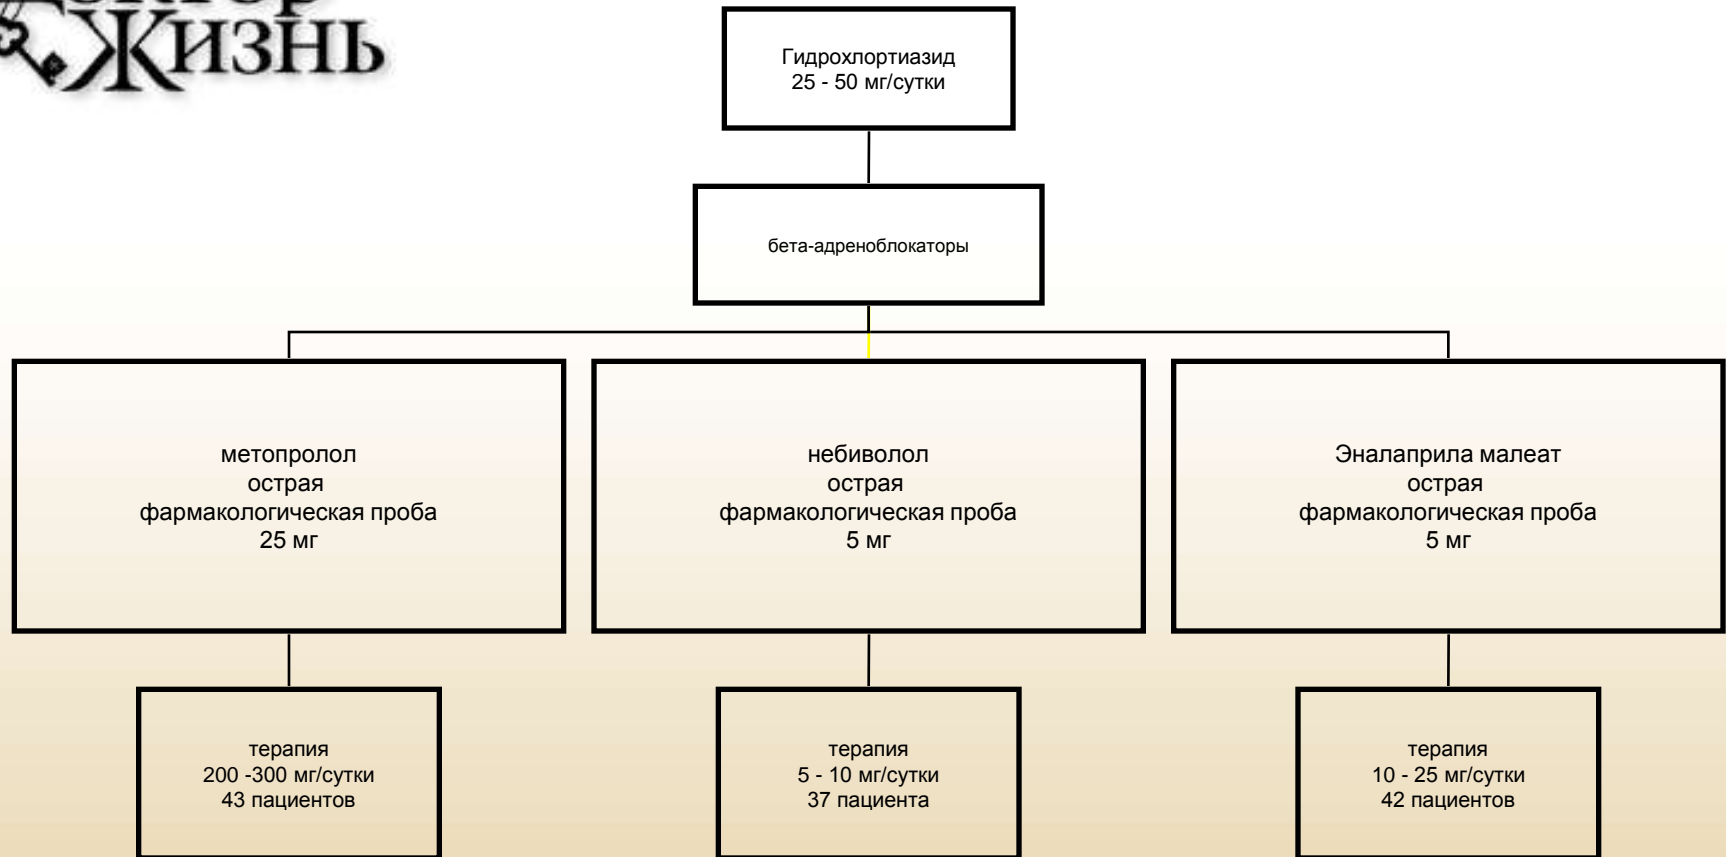 Доктор
Жизнь
Гидрохлортиазид
25 - 50 мг/сутки
бета-адреноблокаторы
метопролол
острая
фармакологическая проба
25 мг
небиволол
острая
фармакологическая проба
5 мг
Эналаприла малеат
острая
фармакологическая проба
5 мг
терапия
200 -300 мг/сутки
43 пациентов
терапия
5 - 10 мг/сутки
37 пациента
терапия
10 - 25 мг/сутки
42 пациентов